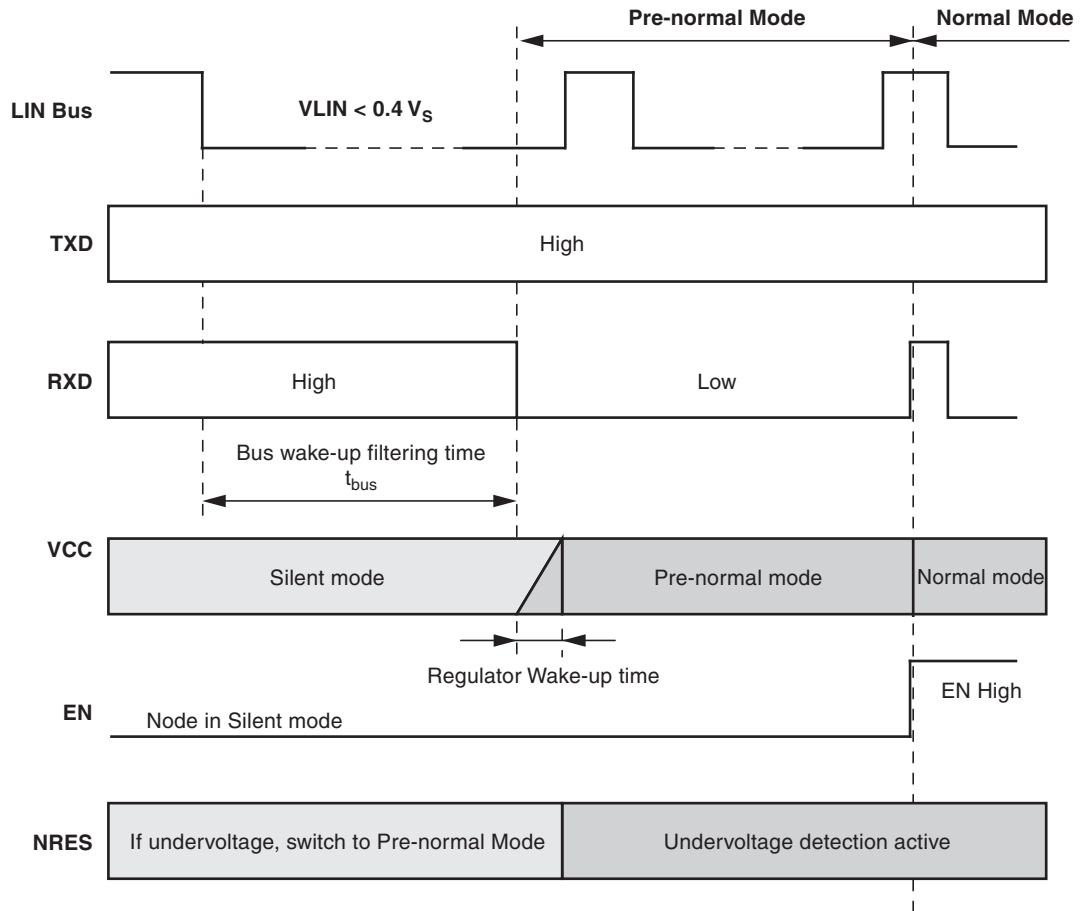 Pre-normal Mode
Normal Mode
LIN Bus
VLIN < 0.4 VS
TXD
High
RXD
High
Low
Bus wake-up filtering time
tbus
VCC
Silent mode
Pre-normal mode
Normal mode
Regulator Wake-up time
EN
Node in Silent mode
EN High
NRES
If undervoltage, switch to Pre-normal Mode
Undervoltage detection active